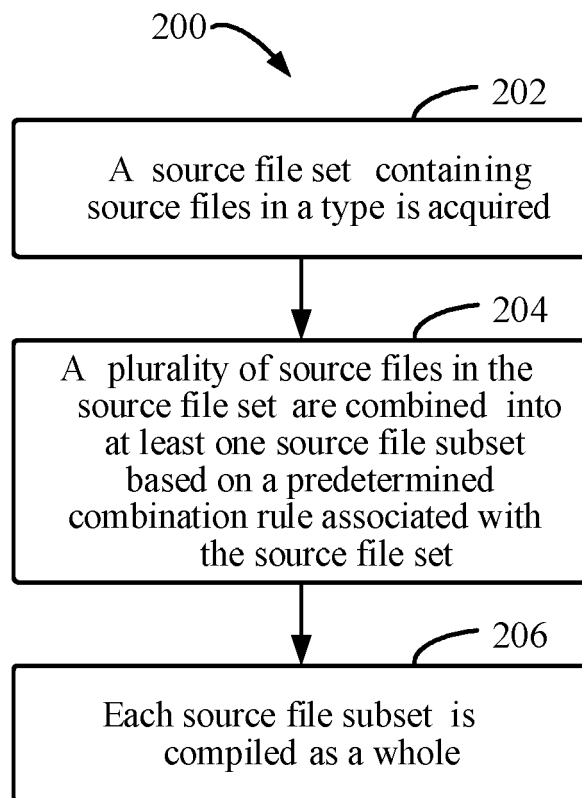 200
202
A source file set containing
source files in a type is acquired
204
A plurality of source files in the
source file set are combined into
at least one source file subset
based on a predetermined
combination rule associated with
the source file set
206
Each source file subset is
compiled as a whole